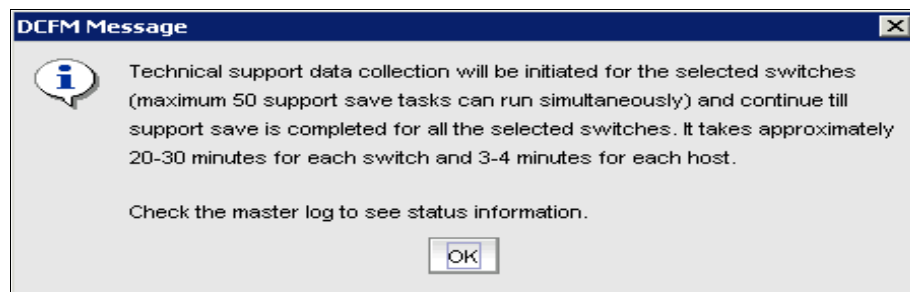 DCFM Message
Technical support data collection will be initiated for the selected switches
(maximum 50 support save tasks can run simultaneously) and continue till
support save is completed for all the selected switches. It takes approximately
20-30 minutes for each switch and 3-4 minutes for each host.
Check the master log to see status information.
OK